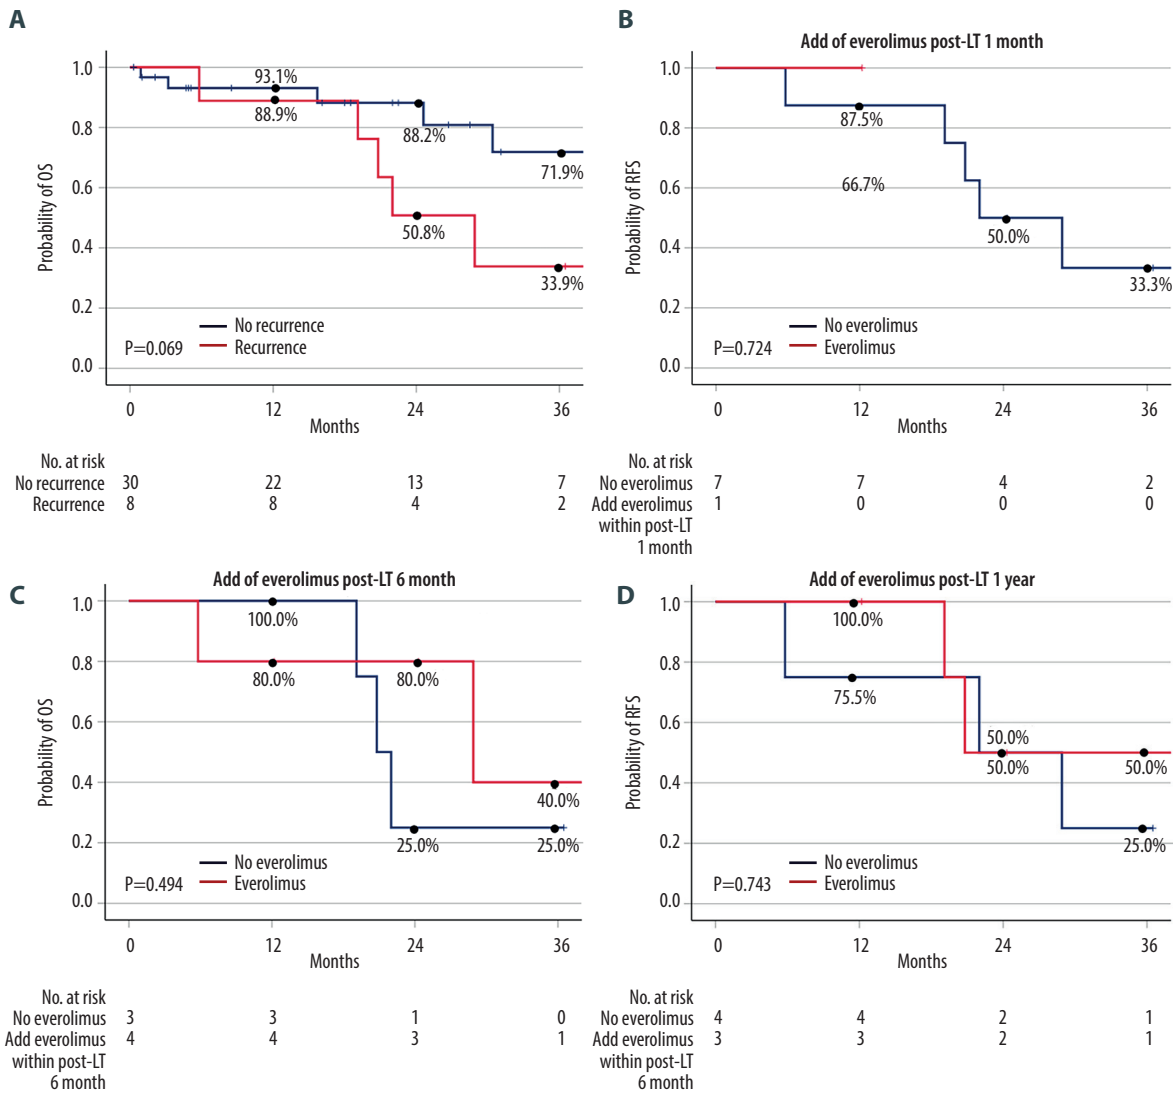 A
1.0
0.8
0.6
0.4
0.2
0.0
Probability of OS
93.1%
88.9%
88.2%
71.9%
50.8%
33.9%
No recurrence
P=0.069
Recurrence
0 12 24 36
Months
No. at risk
No recurrence 30 22 13 7
Recurrence 8 8 4 2
B
Add of everolimus post-LT 1 month
1.0
0.8
0.6
0.4
0.2
0.0
Probability of RFS
87.5%
66.7%
50.0%
33.3%
No everolimus
P=0.724
Everolimus
0 12 24 36
Months
No. at risk
No everolimus 7 7 4 2
Add everolimus 1 0 0 0
within post-LT
1 month
C
Add of everolimus post-LT 6 month
1.0
0.8
0.6
0.4
0.2
0.0
Probability of OS
100.0%
80.0%
80.0%
40.0%
25.0%
25.0%
No everolimus
P=0.494
Everolimus
0 12 24 36
Months
No. at risk
No everolimus 3 3 1 0
Add everolimus 4 4 3 1
within post-LT
6 month
D
Add of everolimus post-LT 1 year
1.0
0.8
0.6
0.4
0.2
0.0
Probability of RFS
100.0%
75.5%
50.0%
50.0%
50.0%
25.0%
No everolimus
P=0.743
Everolimus
0 12 24 36
Months
No. at risk
No everolimus 4 4 2 1
Add everolimus 3 3 2 1
within post-LT
6 month